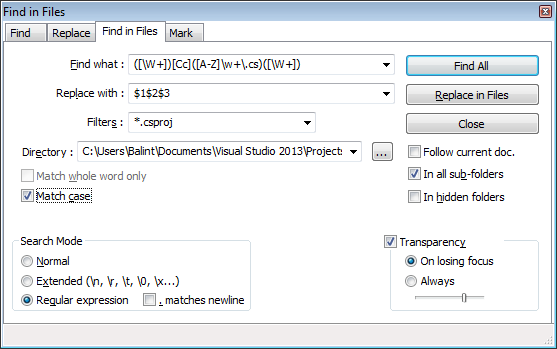 Find in Files
Find Replace Find in Files Mark
Find what : ([\W+])[Cc]([A-Z]\w+\.cs)([\W+]) Find All
Replace with : $1$2$3 Replace in Files
Filters : *.csproj Close
Directory : C:\Users\Balint\Documents\Visual Studio 2013\Projects ... Follow current doc.
Match whole word only In all sub-folders
Match case In hidden folders
Search Mode Transparency
Normal On losing focus
Extended (\n, \r, \t, \0, \x...) Always
Regular expression . matches newline